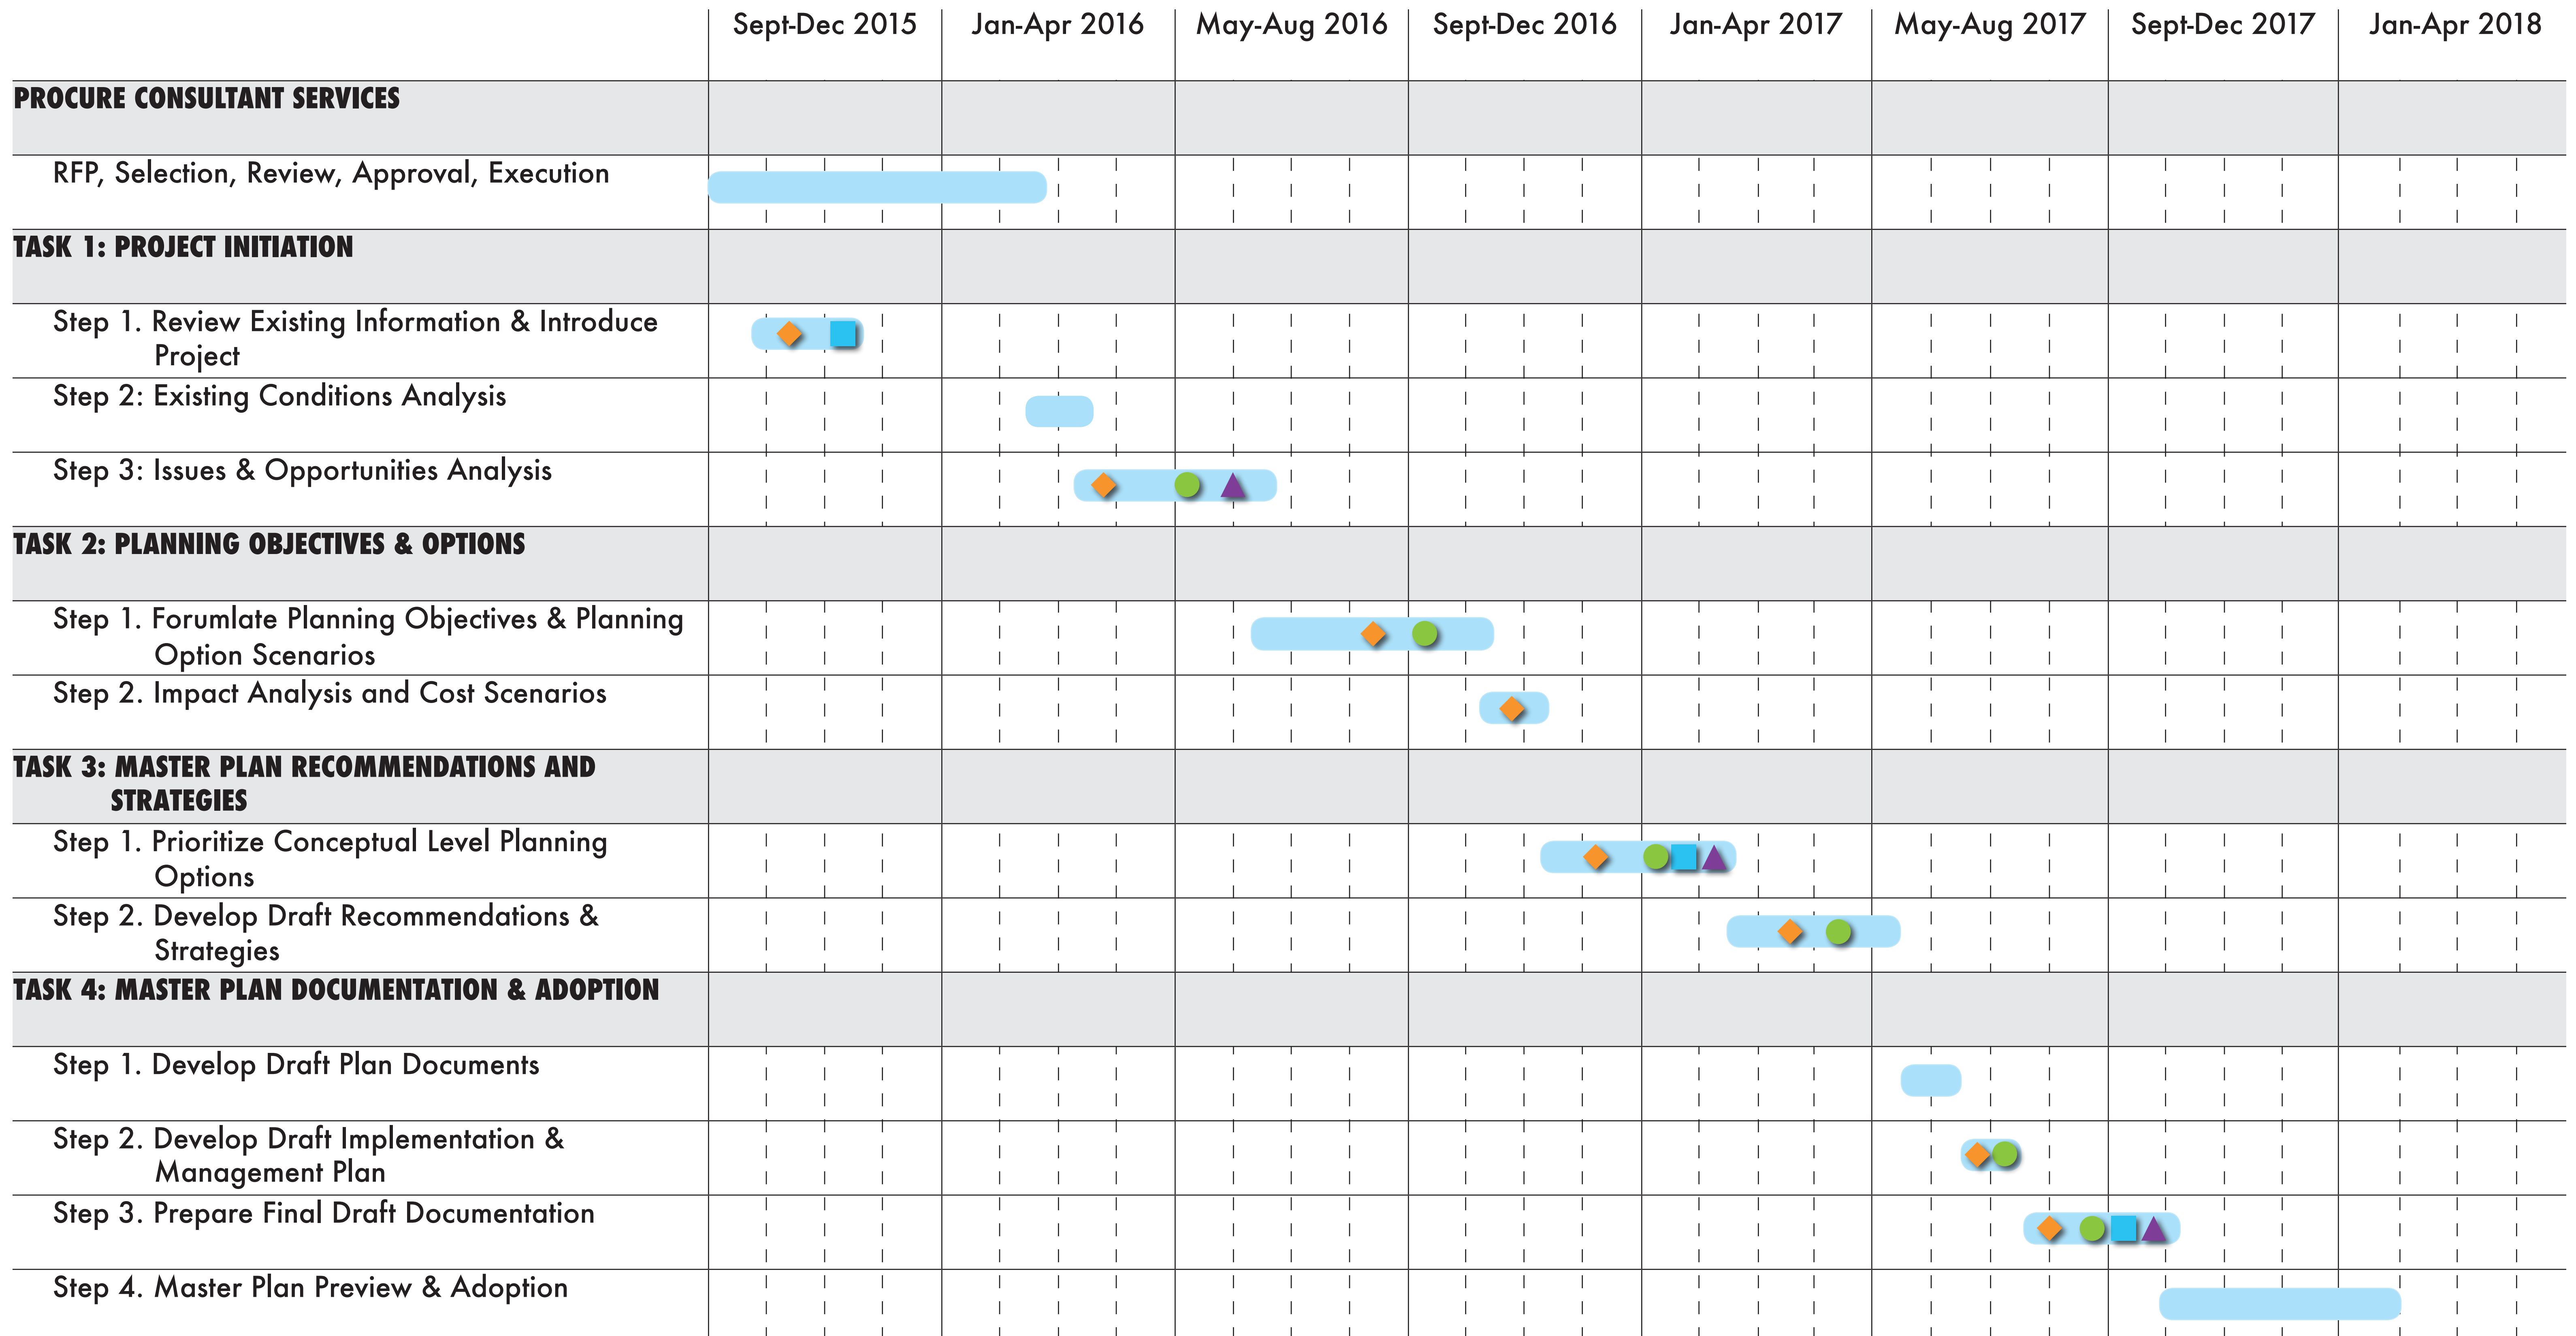 Sept-Dec 2015 Jan-Apr 2016 May-Aug 2016 Sept-Dec 2016 Jan-Apr 2017 May-Aug 2017 Sept-Dec 2017 Jan-Apr 2018
PROCURE CONSULTANT SERVICES
RFP, Selection, Review, Approval, Execution
TASK 1: PROJECT INITIATION
Step 1. Review Existing Information & Introduce
Project
Step 2: Existing Conditions Analysis
Step 3: Issues & Opportunities Analysis
TASK 2: PLANNING OBJECTIVES & OPTIONS
Step 1. Forumlate Planning Objectives & Planning
Option Scenarios
Step 2. Impact Analysis and Cost Scenarios
TASK 3: MASTER PLAN RECOMMENDATIONS AND
STRATEGIES
Step 1. Prioritize Conceptual Level Planning
Options
Step 2. Develop Draft Recommendations &
Strategies
TASK 4: MASTER PLAN DOCUMENTATION & ADOPTION
Step 1. Develop Draft Plan Documents
Step 2. Develop Draft Implementation &
Management Plan
Step 3. Prepare Final Draft Documentation
Step 4. Master Plan Preview & Adoption